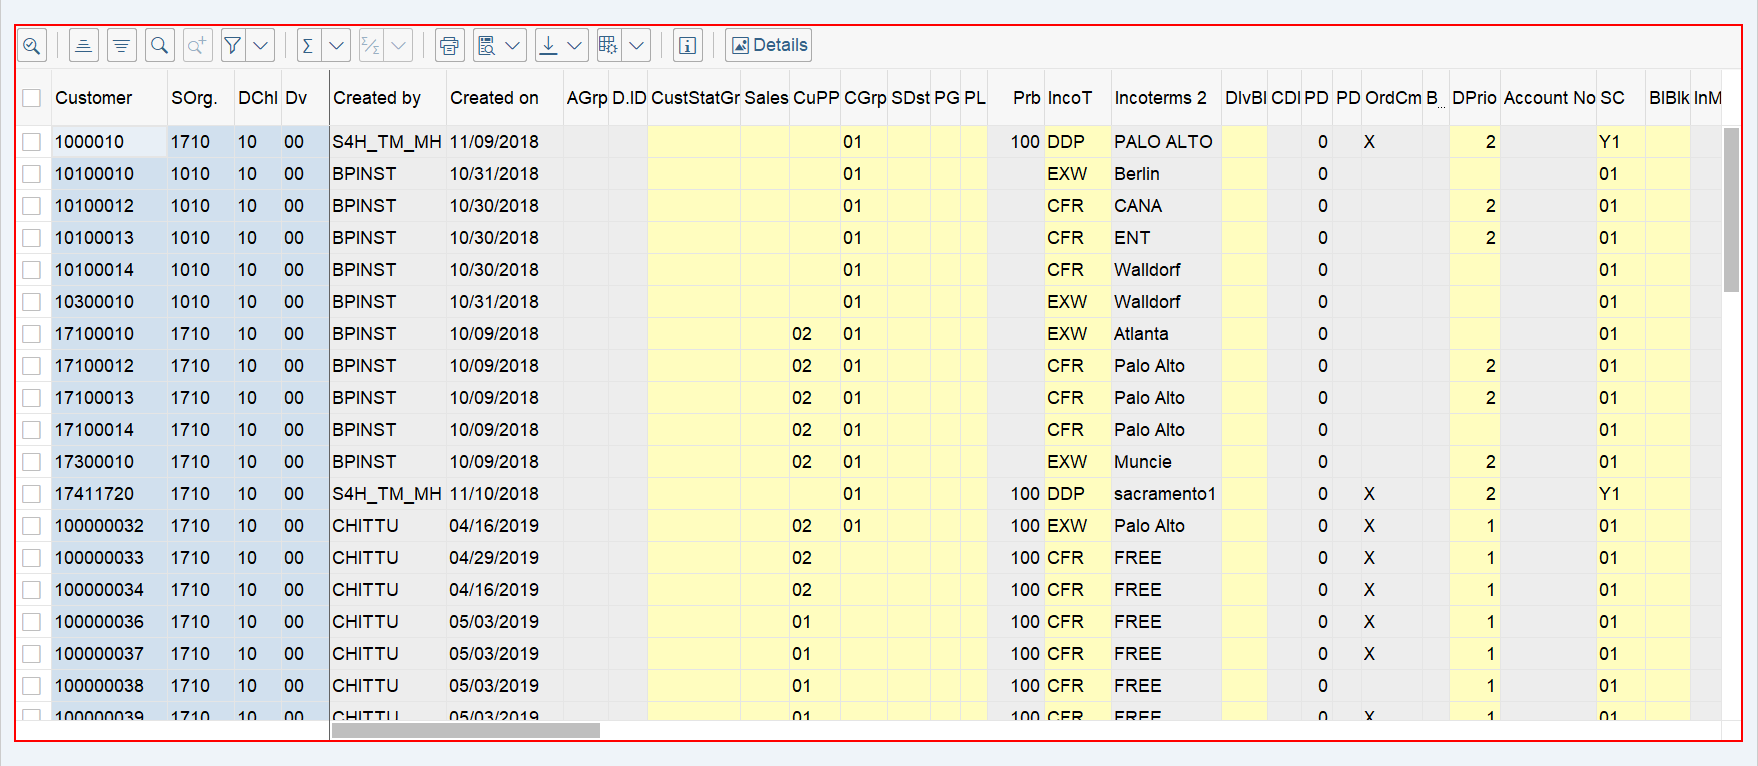 Details
Customer SOrg. DChl Dv Created by Created on AGrp D.ID CustStatGr Sales CuPP CGrp SDst PG PL Prb IncoT Incoterms 2 DlvBl CDl PD PD OrdCm B... DPrio Account No SC BlBlk InM
1000010 1710 10 00 S4H_TM_MH 11/09/2018 01 100 DDP PALO ALTO 0 X 2 Y1
10100010 1010 10 00 BPINST 10/31/2018 01 EXW Berlin 0 01
10100012 1010 10 00 BPINST 10/30/2018 01 CFR CANA 0 2 01
10100013 1010 10 00 BPINST 10/30/2018 01 CFR ENT 0 2 01
10100014 1010 10 00 BPINST 10/30/2018 01 CFR Walldorf 0 01
10300010 1010 10 00 BPINST 10/31/2018 01 EXW Walldorf 0 01
17100010 1710 10 00 BPINST 10/09/2018 02 01 EXW Atlanta 0 01
17100012 1710 10 00 BPINST 10/09/2018 02 01 CFR Palo Alto 0 2 01
17100013 1710 10 00 BPINST 10/09/2018 02 01 CFR Palo Alto 0 2 01
17100014 1710 10 00 BPINST 10/09/2018 02 01 CFR Palo Alto 0 01
17300010 1710 10 00 BPINST 10/09/2018 02 01 EXW Muncie 0 2 01
17411720 1710 10 00 S4H_TM_MH 11/10/2018 01 100 DDP sacramento1 0 X 2 Y1
100000032 1710 10 00 CHITTU 04/16/2019 02 01 100 EXW Palo Alto 0 X 1 01
100000033 1710 10 00 CHITTU 04/29/2019 02 100 CFR FREE 0 X 1 01
100000034 1710 10 00 CHITTU 04/16/2019 02 100 CFR FREE 0 X 1 01
100000036 1710 10 00 CHITTU 05/03/2019 01 100 CFR FREE 0 X 1 01
100000037 1710 10 00 CHITTU 05/03/2019 01 100 CFR FREE 0 X 1 01
100000038 1710 10 00 CHITTU 05/03/2019 01 100 CFR FREE 0 1 01
100000039 1710 10 00 CHITTU 05/03/2019 01 100 CFR FREE 0 X 1 01